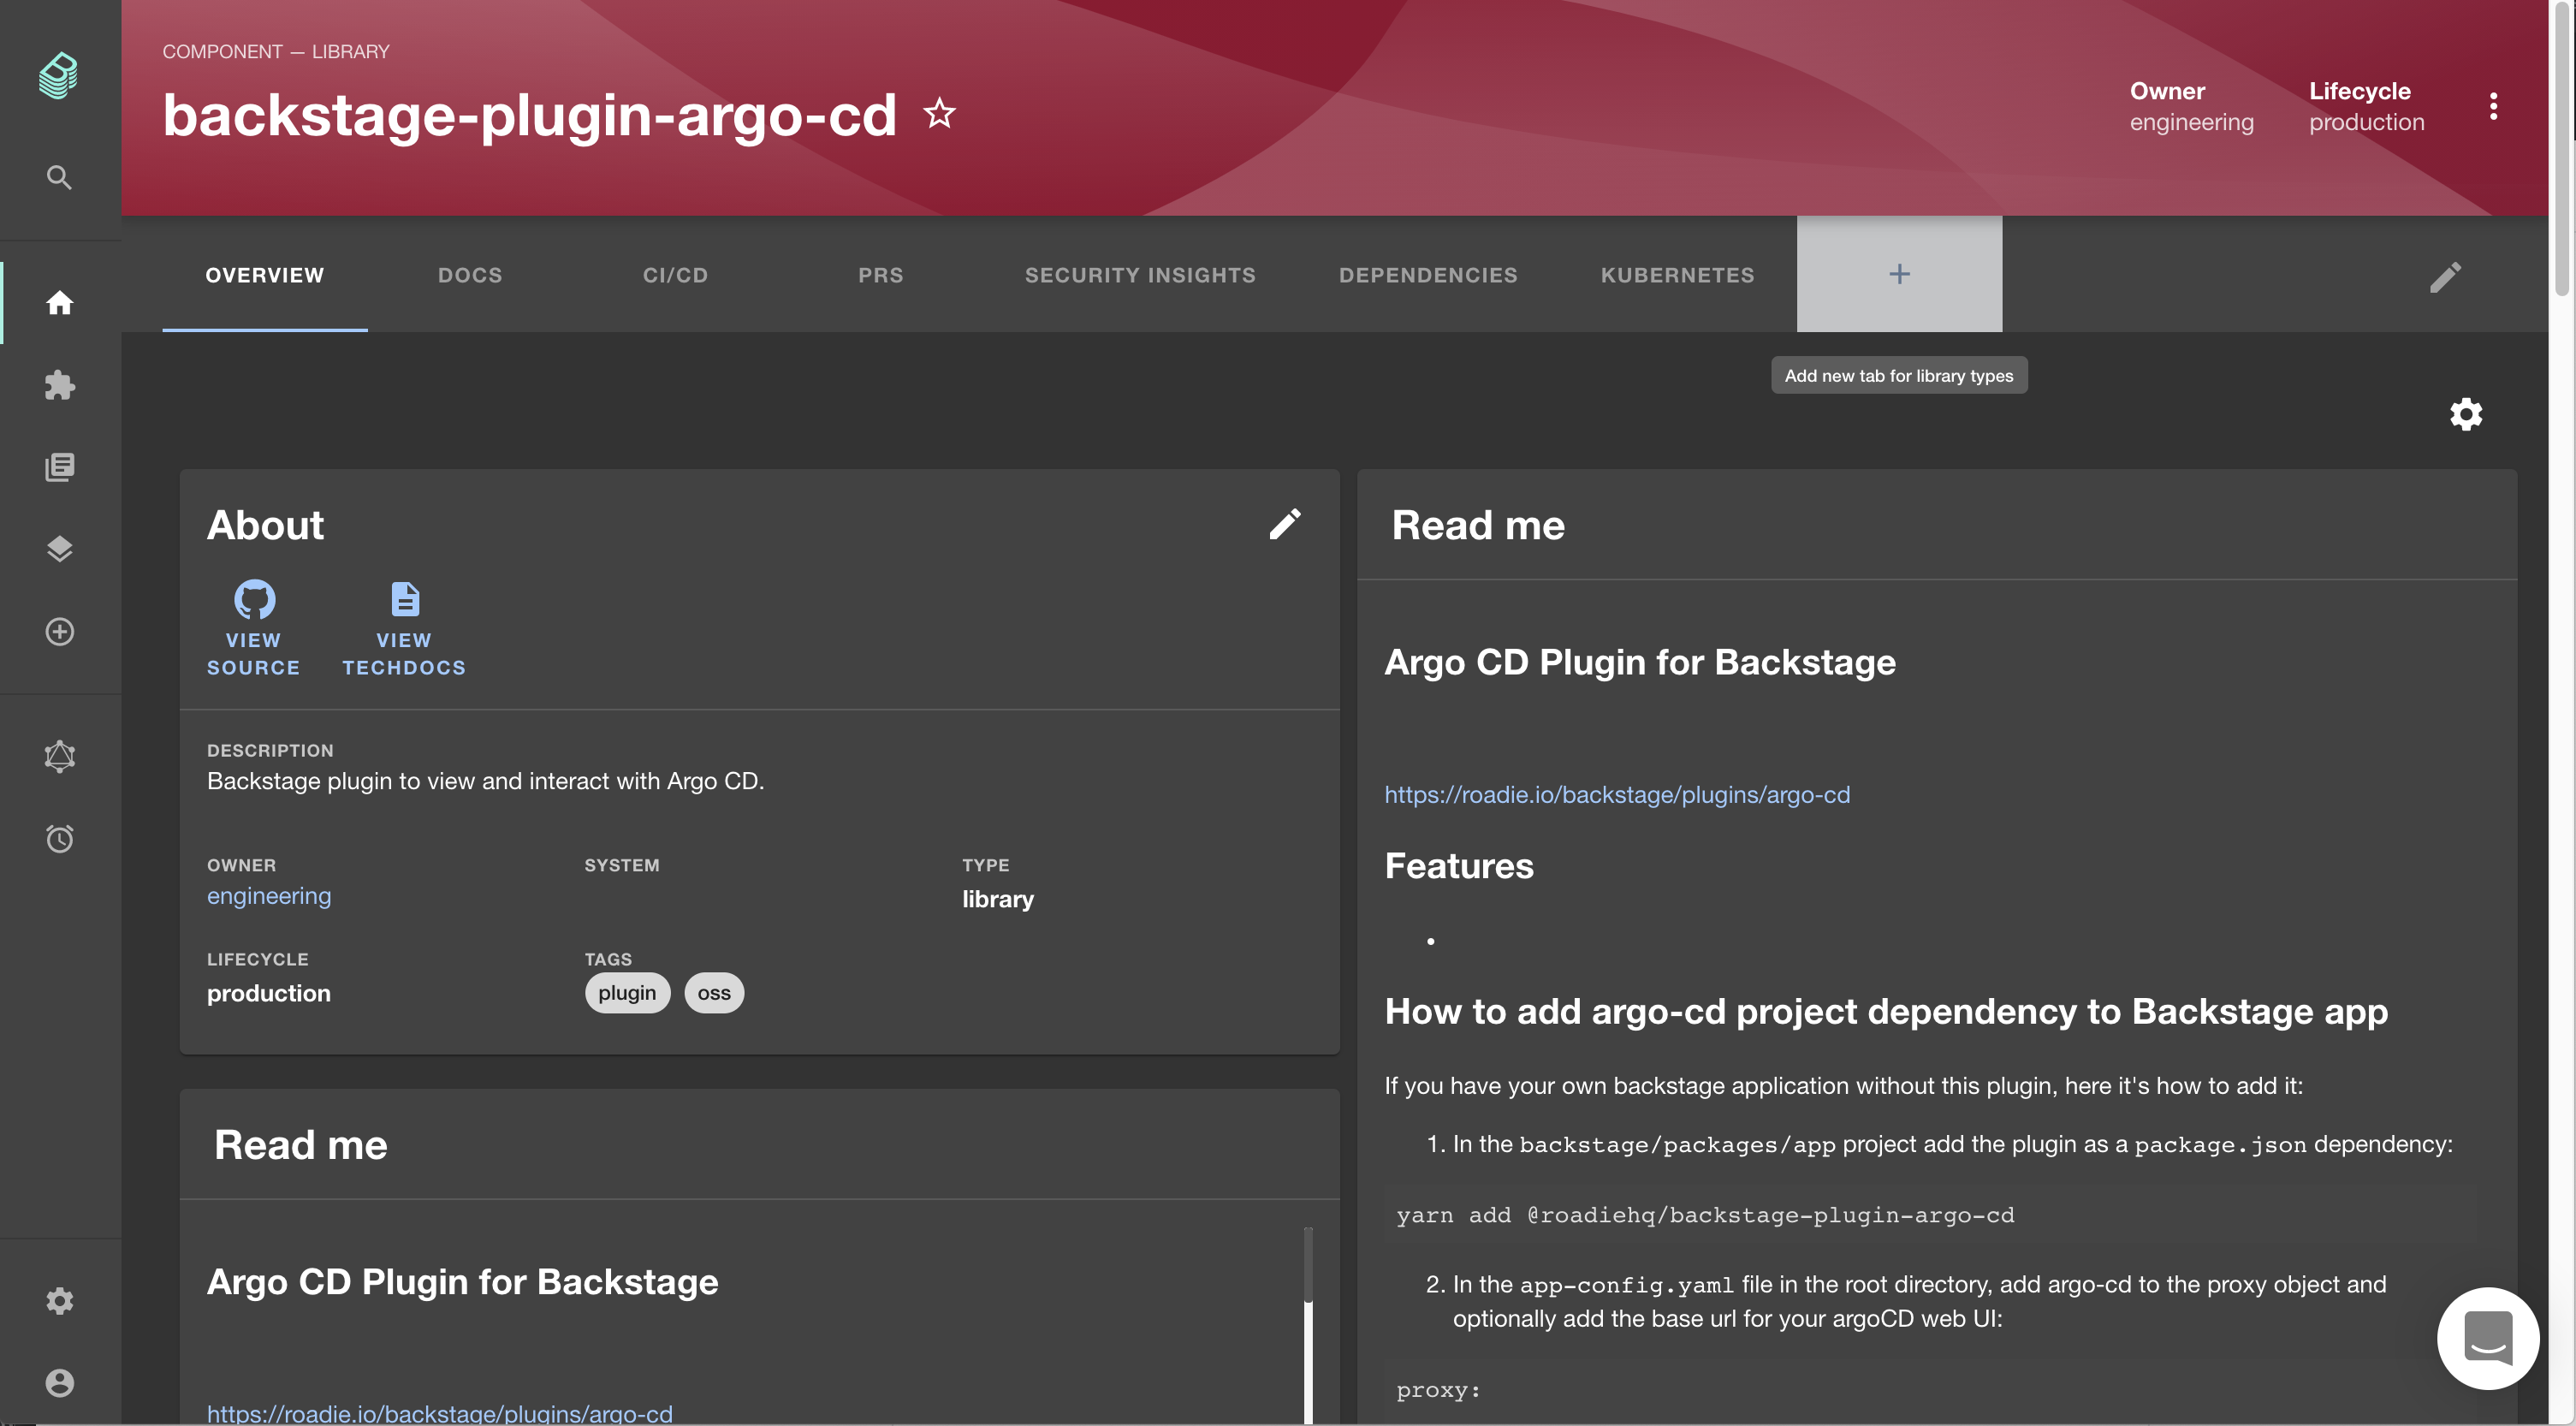 COMPONENT — LIBRARY
backstage-plugin-argo-cd
Owner
engineering
Lifecycle
production
OVERVIEW
DOCS
CI/CD
PRS
SECURITY INSIGHTS
DEPENDENCIES
KUBERNETES
+
Add new tab for library types
About
VIEW
SOURCE
VIEW
TECHDOCS
DESCRIPTION
Backstage plugin to view and interact with Argo CD.
OWNER
engineering
SYSTEM
TYPE
library
LIFECYCLE
production
TAGS
plugin
oss
Read me
Argo CD Plugin for Backstage
https://roadie.io/backstage/plugins/argo-cd
Read me
Argo CD Plugin for Backstage
https://roadie.io/backstage/plugins/argo-cd
Features
•
How to add argo-cd project dependency to Backstage app
If you have your own backstage application without this plugin, here it's how to add it:
1. In the backstage/packages/app project add the plugin as a package.json dependency:
yarn add @roadiehq/backstage-plugin-argo-cd
2. In the app-config.yaml file in the root directory, add argo-cd to the proxy object and
optionally add the base url for your argoCD web UI:
proxy: